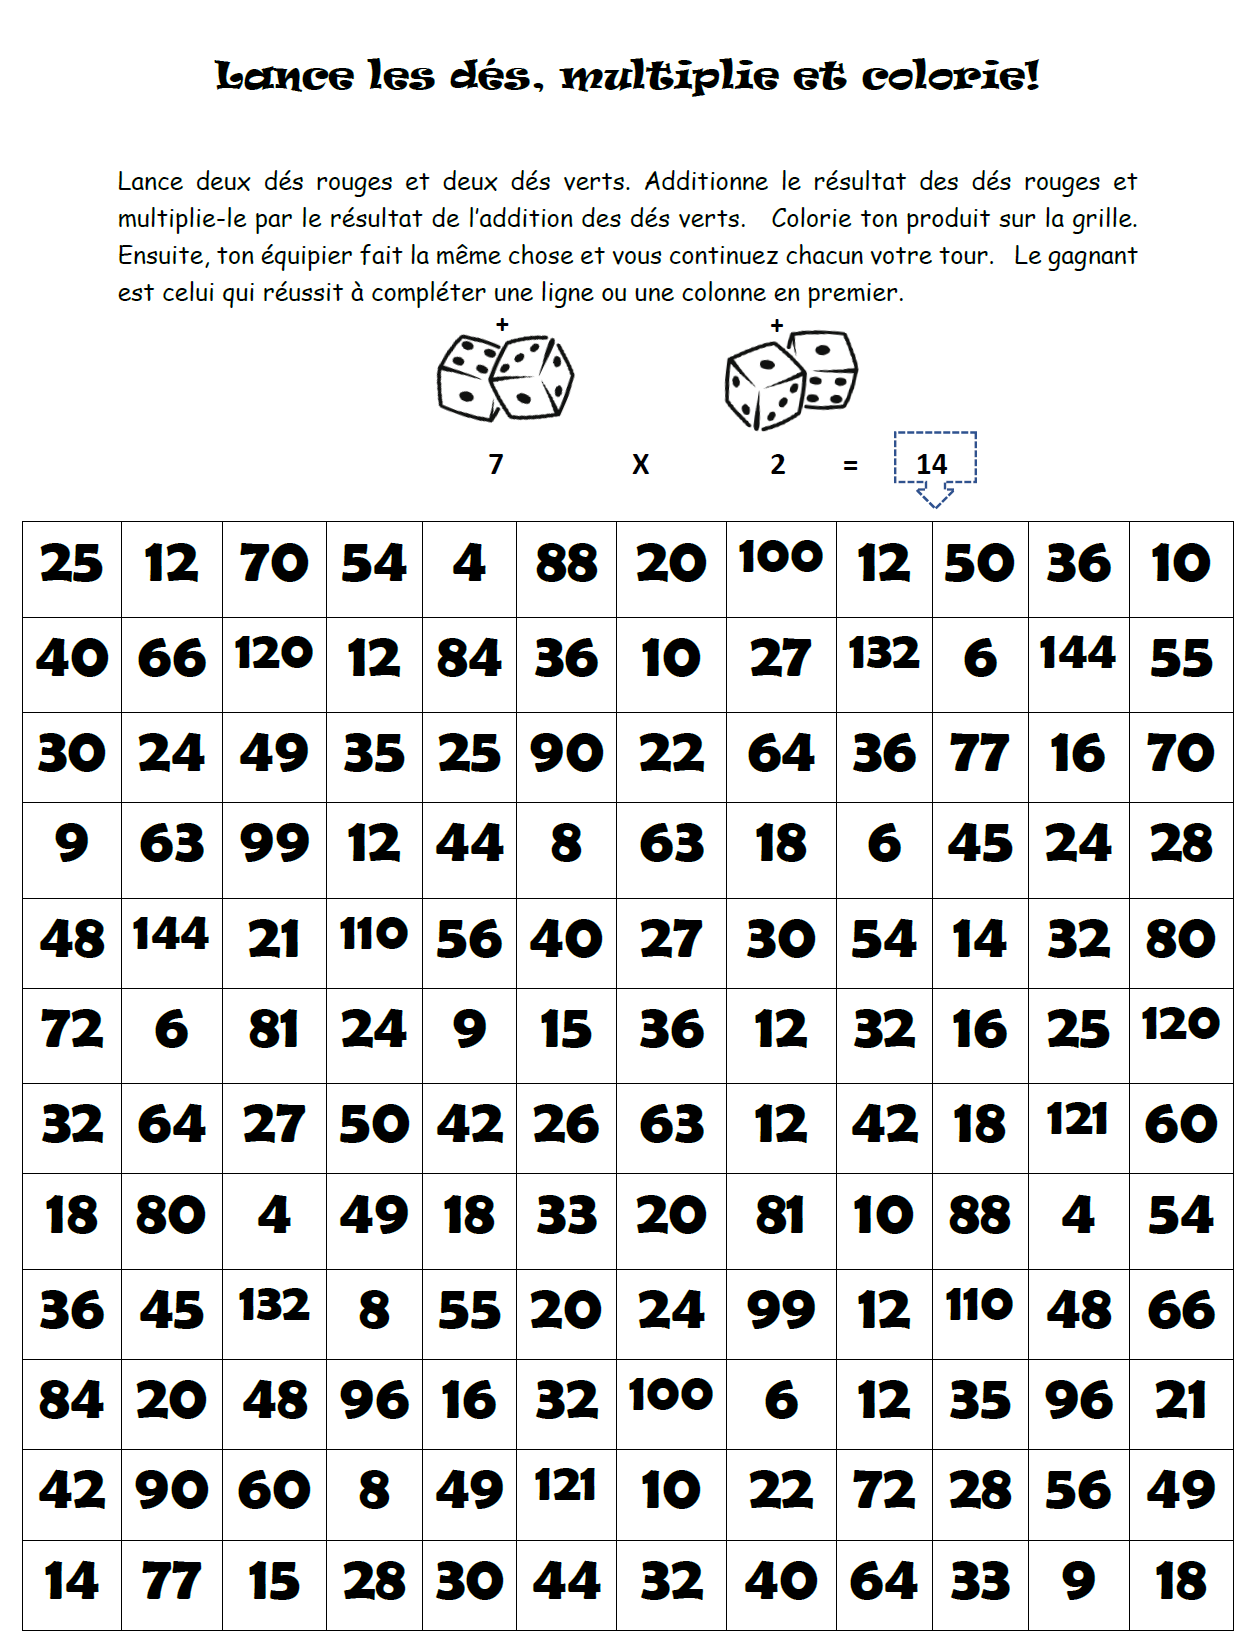 Lance les dés, multiplie et colorie!
Lance deux dés rouges et deux dés verts. Additionne le résultat des dés rouges et
multiplie-le par le résultat de l'addition des dés verts. Colorie ton produit sur la grille.
Ensuite, ton équipier fait la même chose et vous continuez chacun votre tour. Le gagnant
est celui qui réussit à compléter une ligne ou une colonne en premier.
+ +
7 X 2 = 14
25 12 70 54 4 88 20 100 12 50 36 10
40 66 120 12 84 36 10 27 132 6 144 55
30 24 49 35 25 90 22 64 36 77 16 70
9 63 99 12 44 8 63 18 6 45 24 28
48 144 21 110 56 40 27 30 54 14 32 80
72 6 81 24 9 15 36 12 32 16 25 120
32 64 27 50 42 26 63 12 42 18 121 60
18 80 4 49 18 33 20 81 10 88 4 54
36 45 132 8 55 20 24 99 12 110 48 66
84 20 48 96 16 32 100 6 12 35 96 21
42 90 60 8 49 121 10 22 72 28 56 49
14 77 15 28 30 44 32 40 64 33 9 18